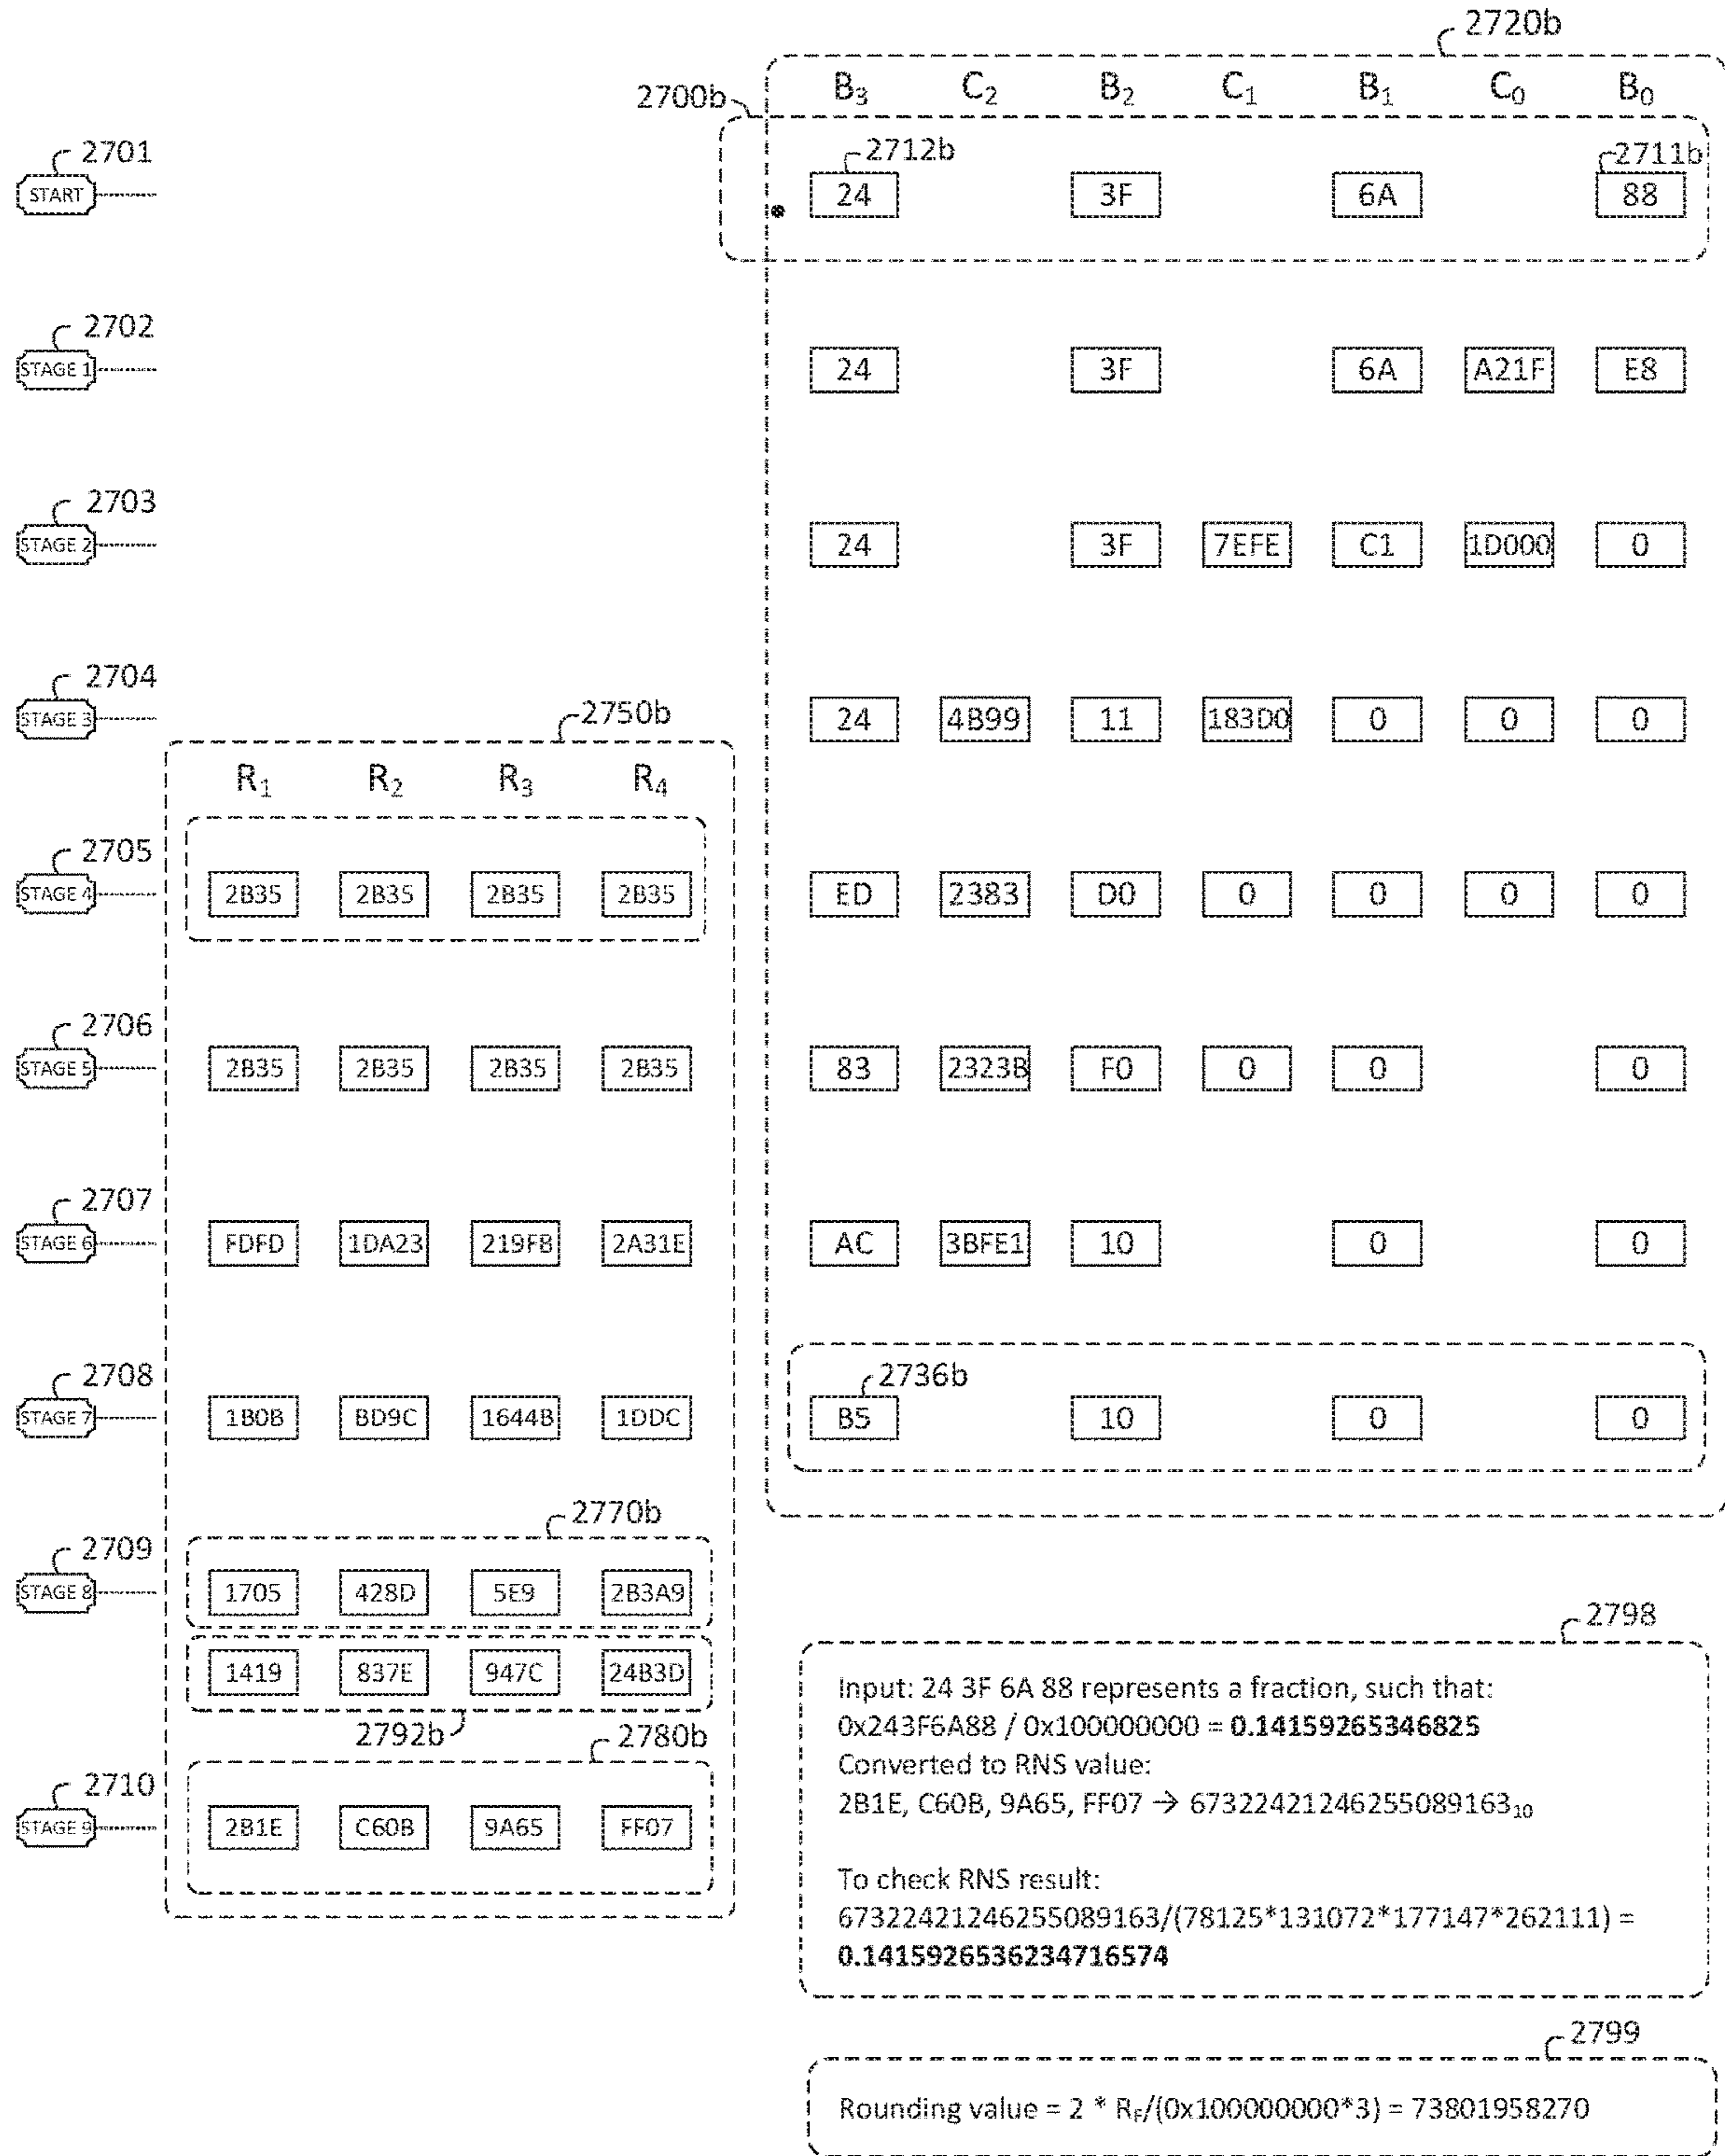 2720b
B3 C2 B2 C1 B1 C0 B0
2700b
2701
2712b 2711b
START 24 3F 6A 88
2702
STAGE 1 24 3F 6A A21F E8
2703
STAGE 2 24 3F 7EFE C1 1D000 0
2704
2750b
STAGE 3 24 4B99 11 183D0 0 0 0
R1 R2 R3 R4
2705
STAGE 4 2B35 2B35 2B35 2B35 ED 2383 D0 0 0 0 0
2706
STAGE 5 2B35 2B35 2B35 2B35 83 2323B F0 0 0 0
2707
STAGE 6 FDFD 1DA23 219FB 2A31E AC 3BFE1 10 0 0
2708
2736b
STAGE 7 1B0B BD9C 1644B 1DDC B5 10 0 0
2770b
2709
STAGE 8 1705 428D 5E9 2B3A9
1419 837E 947C 24B3D
2792b 2780b
2710
STAGE 9 2B1E C60B 9A65 FF07
2798
Input: 24 3F 6A 88 represents a fraction, such that:
0x243F6A88 / 0x100000000 = 0.14159265346825
Converted to RNS value:
2B1E, C60B, 9A65, FF07 → 67322421246255089163₁₀
To check RNS result:
67322421246255089163/(78125*131072*177147*262111) =
0.1415926536234716574
2799
Rounding value = 2 * RF/(0x100000000*3) = 73801958270